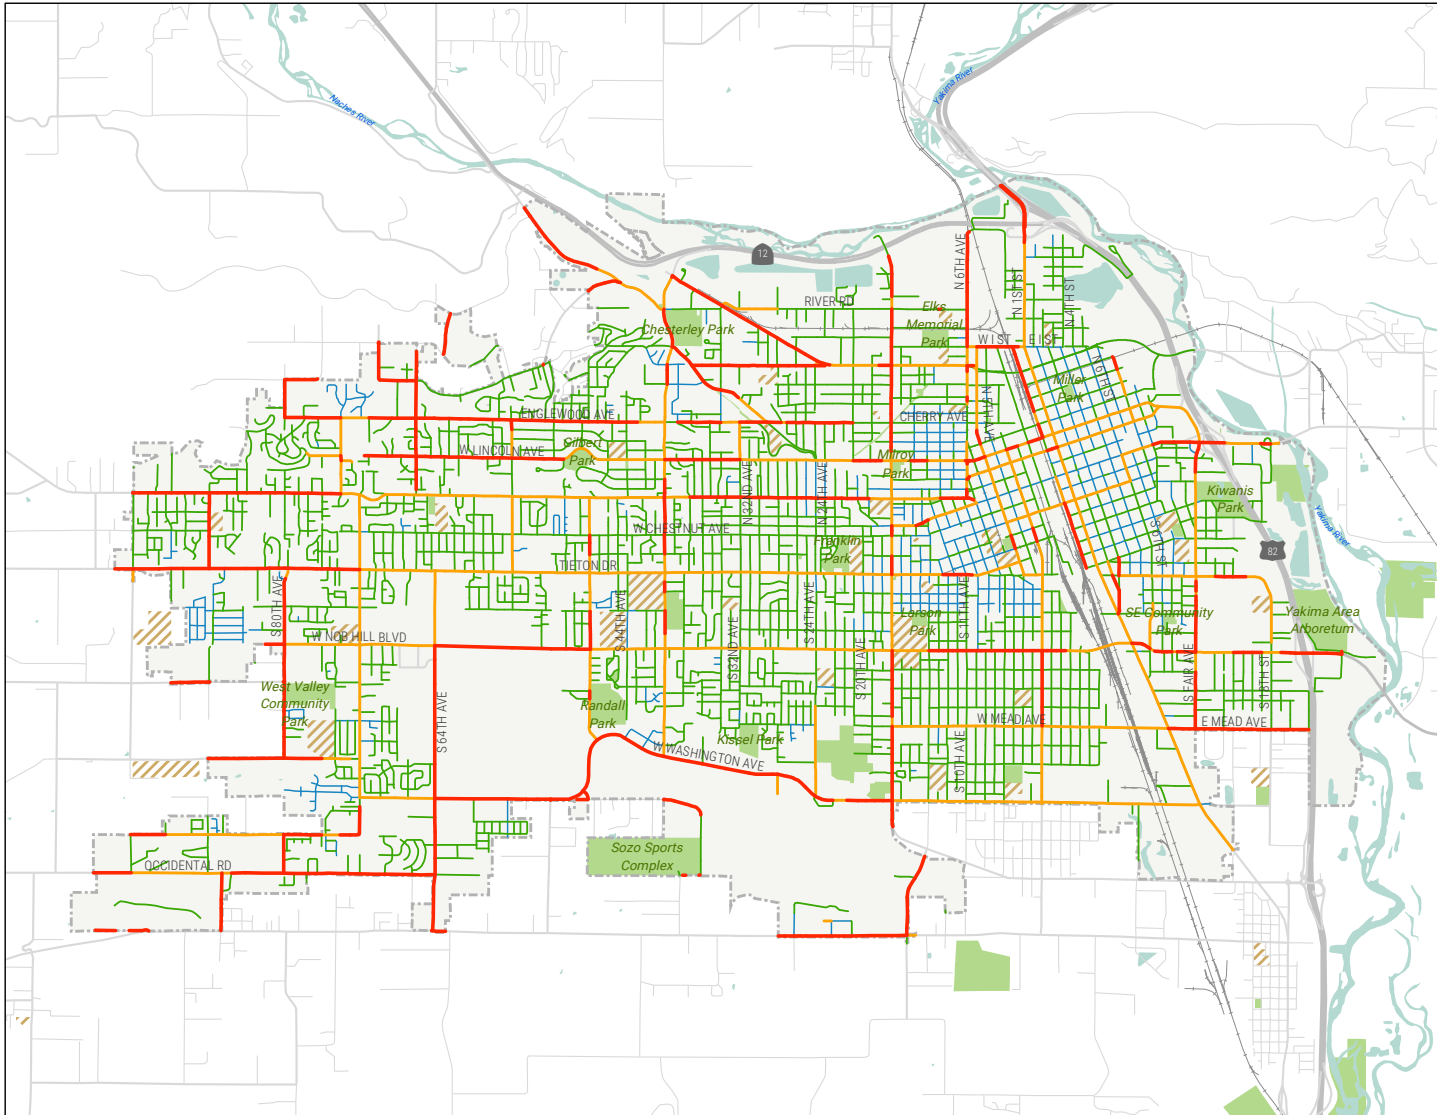 Naches River
Yakima River
12
N 6TH AVE
N 1ST ST
N 4TH ST
RIVER RD
Elks
Memorial
Park
Chesterley Park
W I ST
E I ST
N 6TH ST
Miller
Park
N 5TH AVE
ENGLEWOOD AVE
CHERRY AVE
W LINCOLN AVE
Gilbert
Park
Milroy
Park
N 32ND AVE
N 24TH AVE
Kiwanis
Park
Yakima River
W CHESTNUT AVE
Franklin
Park
82
TIETON DR
S 80TH AVE
S 44TH AVE
S 24TH AVE
Larson
Park
S 11TH AVE
SE Community
Park
Yakima Area
Arboretum
W NOB HILL BLVD
S 32ND AVE
S 20TH AVE
S FAIR AVE
S 18TH ST
West Valley
Community
Park
S 64TH AVE
Randall
Park
W MEAD AVE
E MEAD AVE
Kissel Park
W WASHINGTON AVE
S 10TH AVE
Sozo Sports
Complex
OCCIDENTAL RD